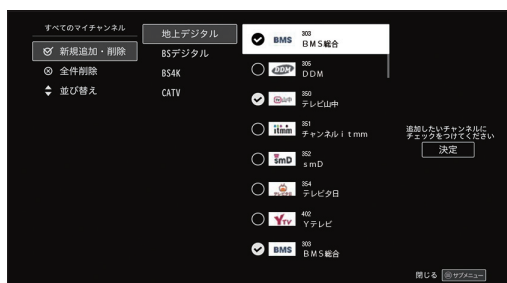 すべてのマイチャンネル
新規追加・削除
全件削除
並び替え
地上デジタル
BSデジタル
BS4K
CATV
BMS
303
BMS総合
DDM
305
DDM
山中
350
テレビ山中
itmm
351
チャンネルitmm
smD
352
smD
354
テレビ夕日
YTV
402
Yテレビ
BMS
303
BMS総合
追加したいチャンネルに
チェックをつけてください
決定
閉じる サブメニュー